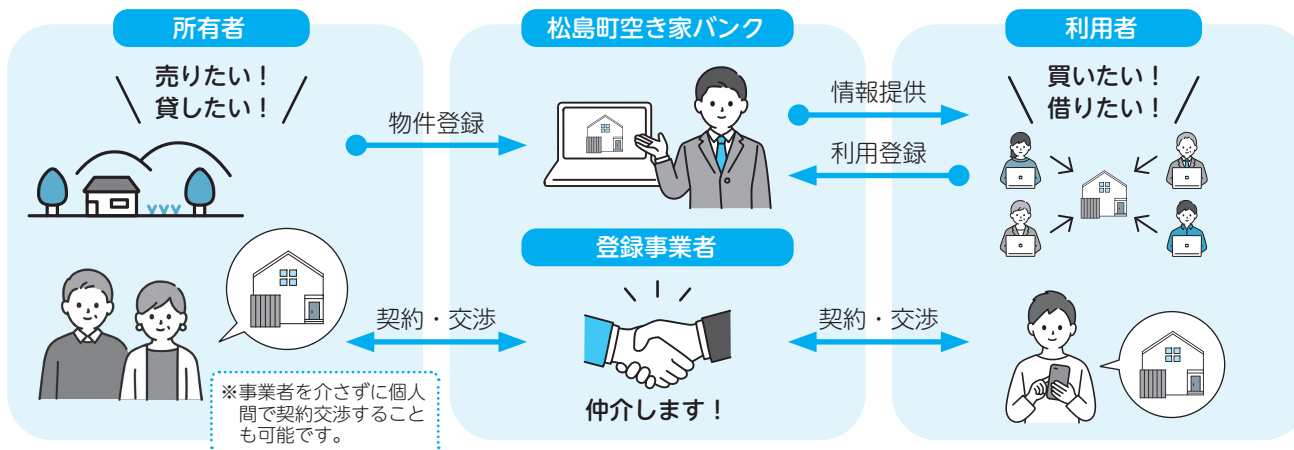 所有者
売りたい！
貸したい！
物件登録
松島町空き家バンク
情報提供
利用登録
利用者
買いたい！
借りたい！
登録事業者
契約・交渉
仲介します！
契約・交渉
※事業者を介さずに個人
間で契約交渉すること
も可能です。